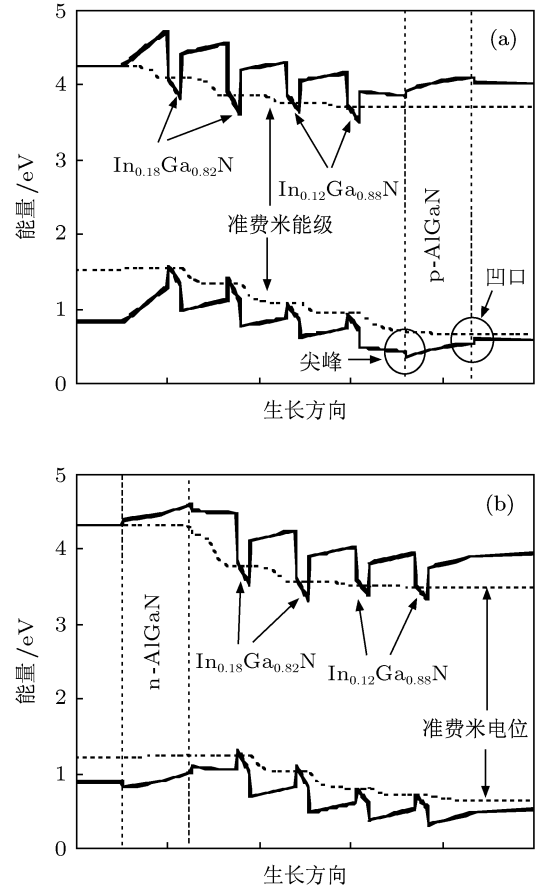 5
(a)
4
In0.18Ga0.82N
In0.12Ga0.88N
3
能量/eV
准费米能级
p-AlGaN
2
凹口
1
尖峰
0
生长方向
5
(b)
4
In0.18Ga0.82N
In0.12Ga0.88N
3
能量/eV
n-AlGaN
准费米电位
2
1
0
生长方向